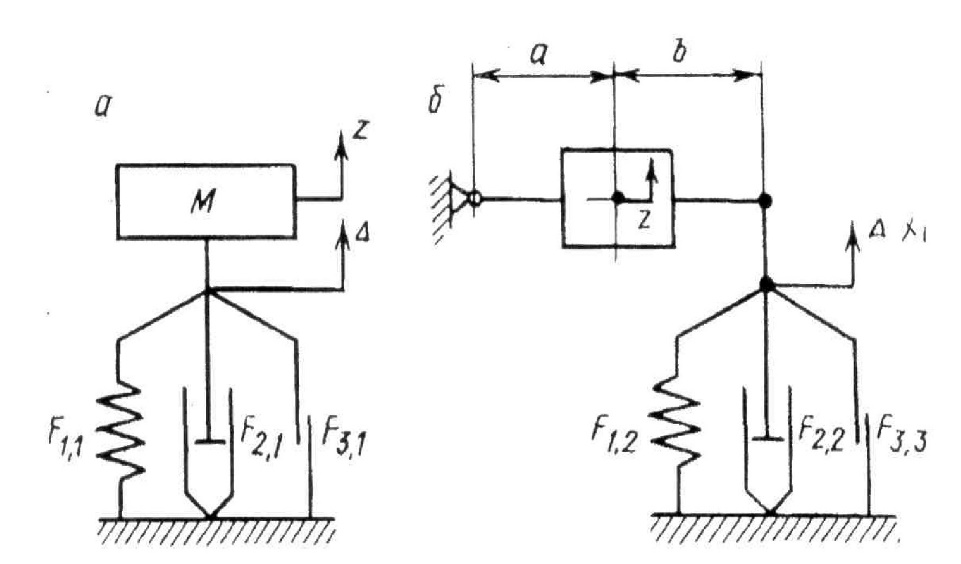 a b
а б
z
M
z
Δ Δ x₁
F₁,₁ F₂,₁ F₃,₁ F₁,₂ F₂,₂ F₃,₃